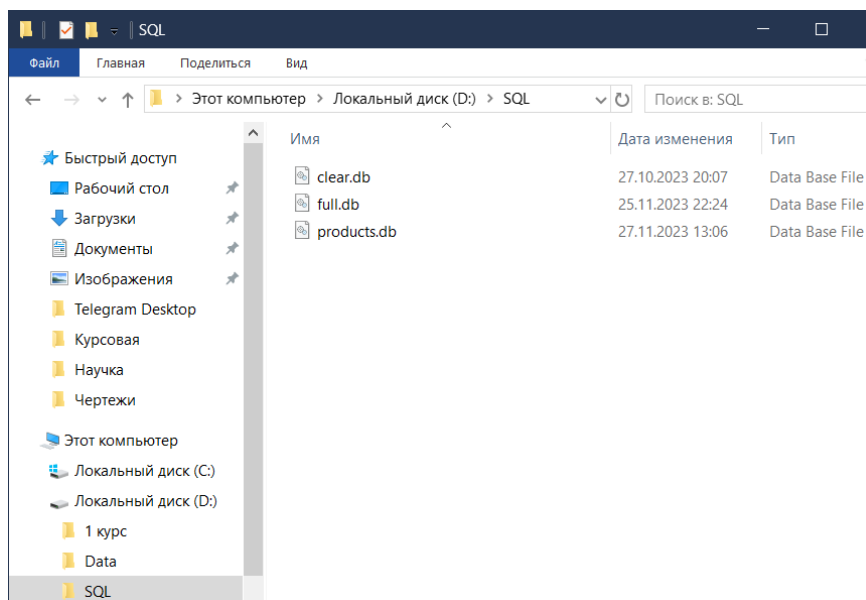 SQL
Файл Главная Поделиться Вид
Этот компьютер Локальный диск (D:) SQL Поиск в: SQL
Имя Дата изменения Тип
Быстрый доступ
Рабочий стол
Загрузки
Документы
Изображения
Telegram Desktop
Курсовая
Научка
Чертежи
Этот компьютер
Локальный диск (C:)
Локальный диск (D:)
1 курс
Data
SQL
clear.db 27.10.2023 20:07 Data Base File
full.db 25.11.2023 22:24 Data Base File
products.db 27.11.2023 13:06 Data Base File